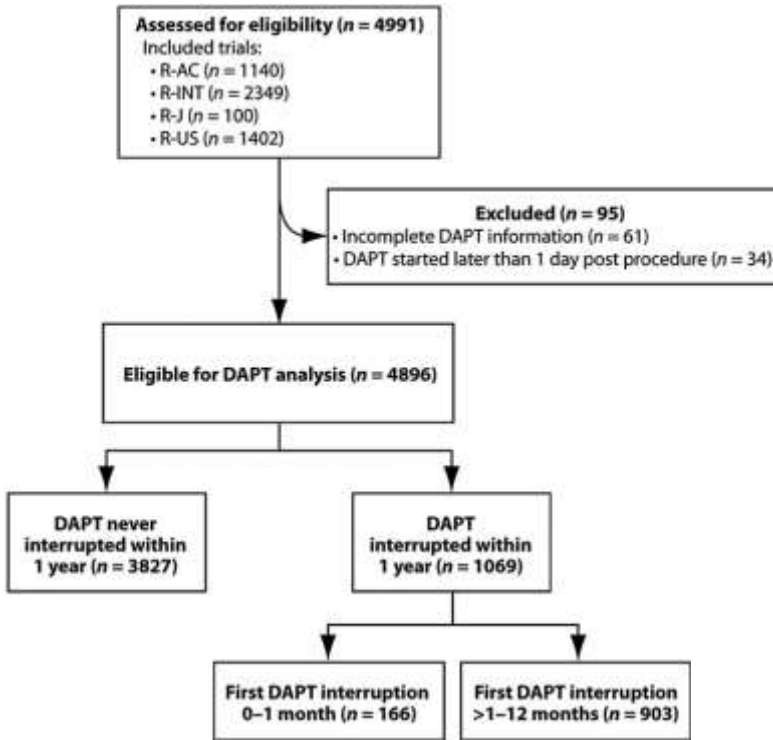 Assessed for eligibility (n = 4991)
Included trials:
• R-AC (n = 1140)
• R-INT (n = 2349)
• R-J (n = 100)
• R-US (n = 1402)
Excluded (n = 95)
• Incomplete DAPT information (n = 61)
• DAPT started later than 1 day post procedure (n = 34)
Eligible for DAPT analysis (n = 4896)
DAPT never
interrupted within
1 year (n = 3827)
DAPT
interrupted within
1 year (n = 1069)
First DAPT interruption
0–1 month (n = 166)
First DAPT interruption
>1–12 months (n = 903)